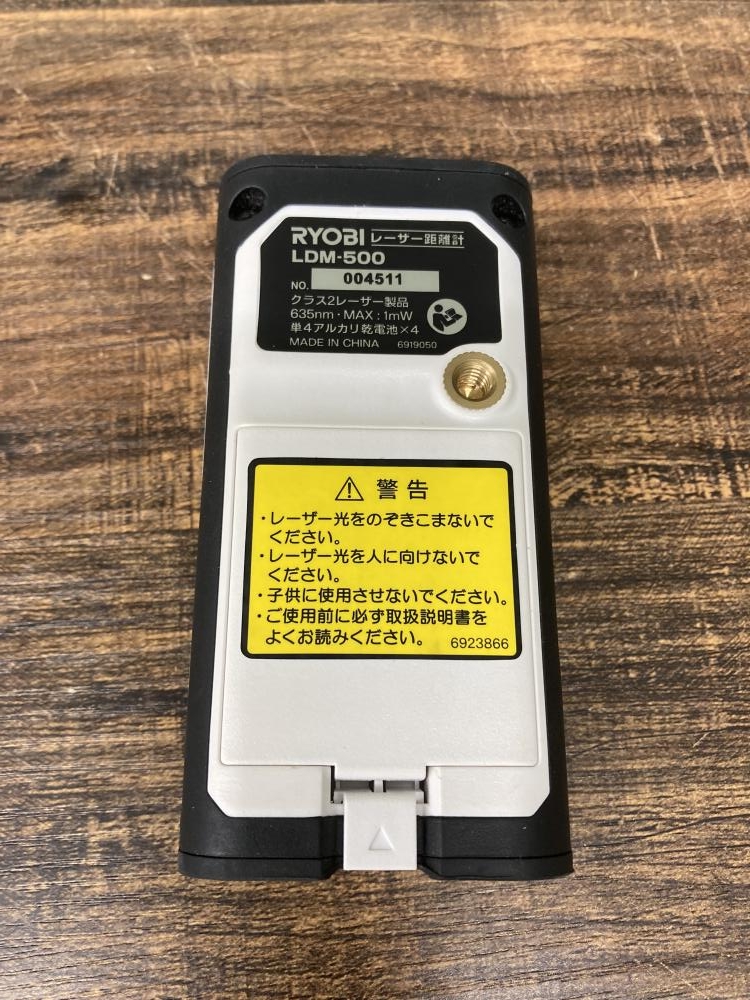 RYOBI レーザー距離計
LDM-500
NO. 004511
クラス2レーザー製品
635nm・MAX:1mW
単4アルカリ乾電池×4
MADE IN CHINA 6919050
警告
・レーザー光をのぞきこまないで
ください。
・レーザー光を人に向けないで
ください。
・子供に使用させないでください。
・ご使用前に必ず取扱説明書を
よくお読みください。 6923866